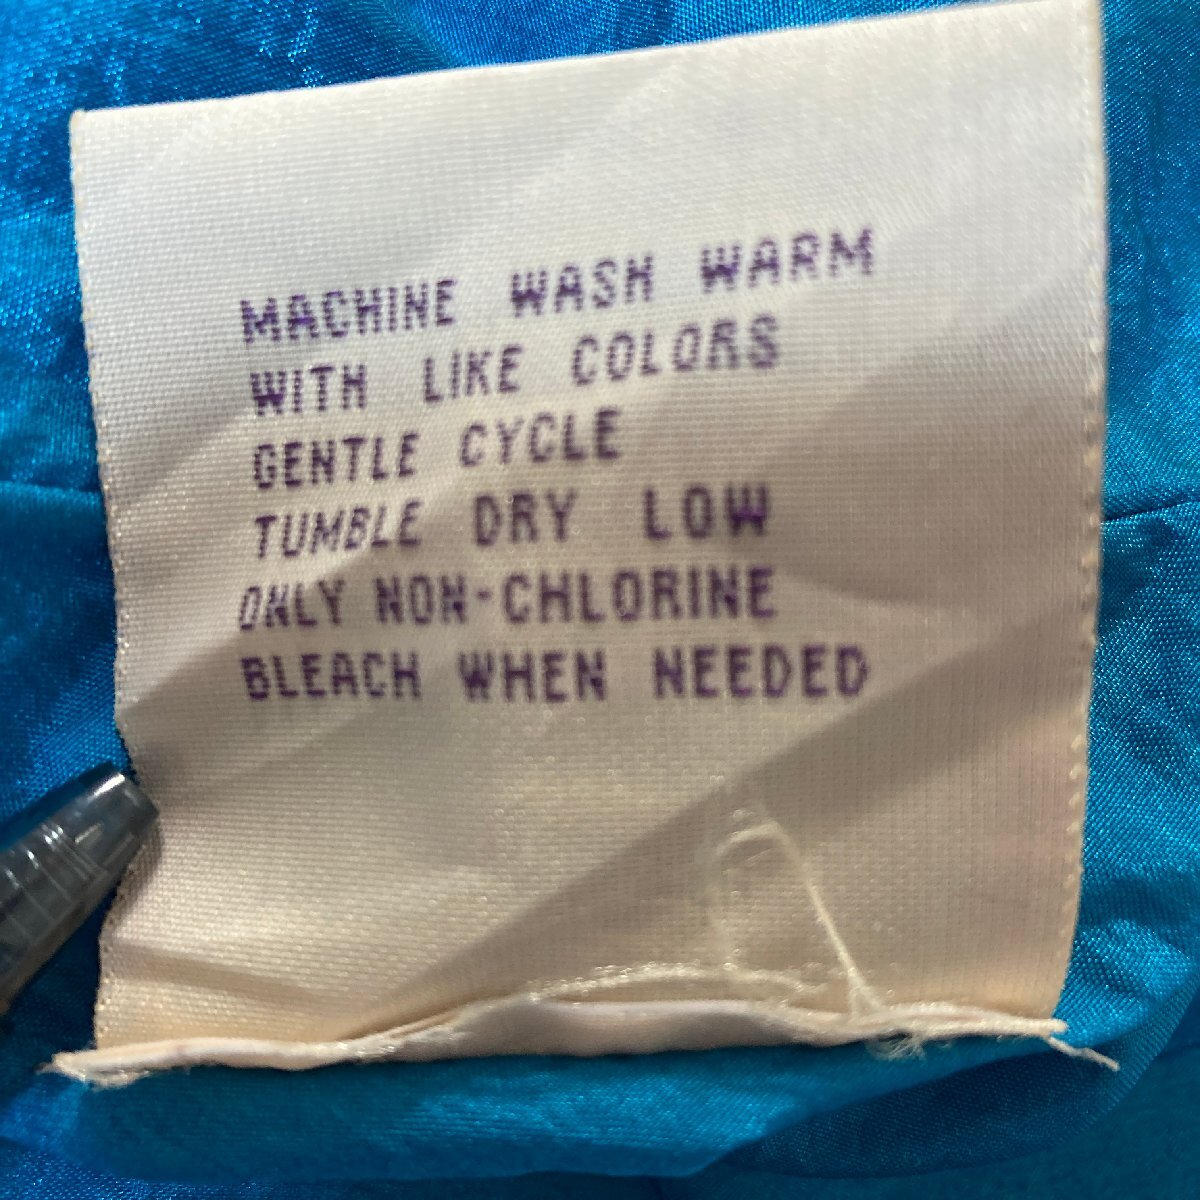 MACHINE WASH WARM
WITH LIKE COLORS
GENTLE CYCLE
TUMBLE DRY LOW
ONLY NON-CHLORINE
BLEACH WHEN NEEDED